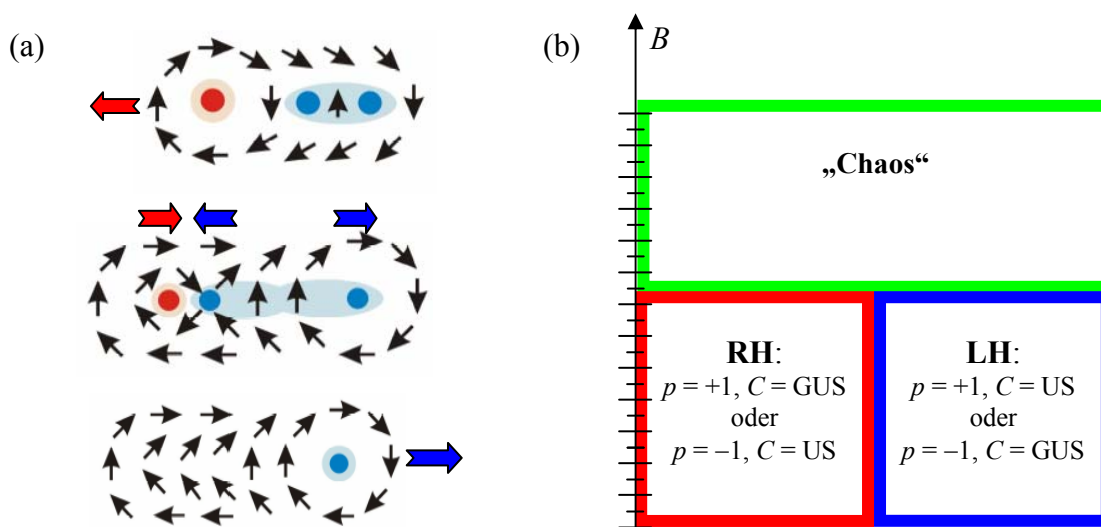 (a)
(b)
B
„Chaos“
RH:
p = +1, C = GUS
oder
p = –1, C = US
LH:
p = +1, C = US
oder
p = –1, C = GUS